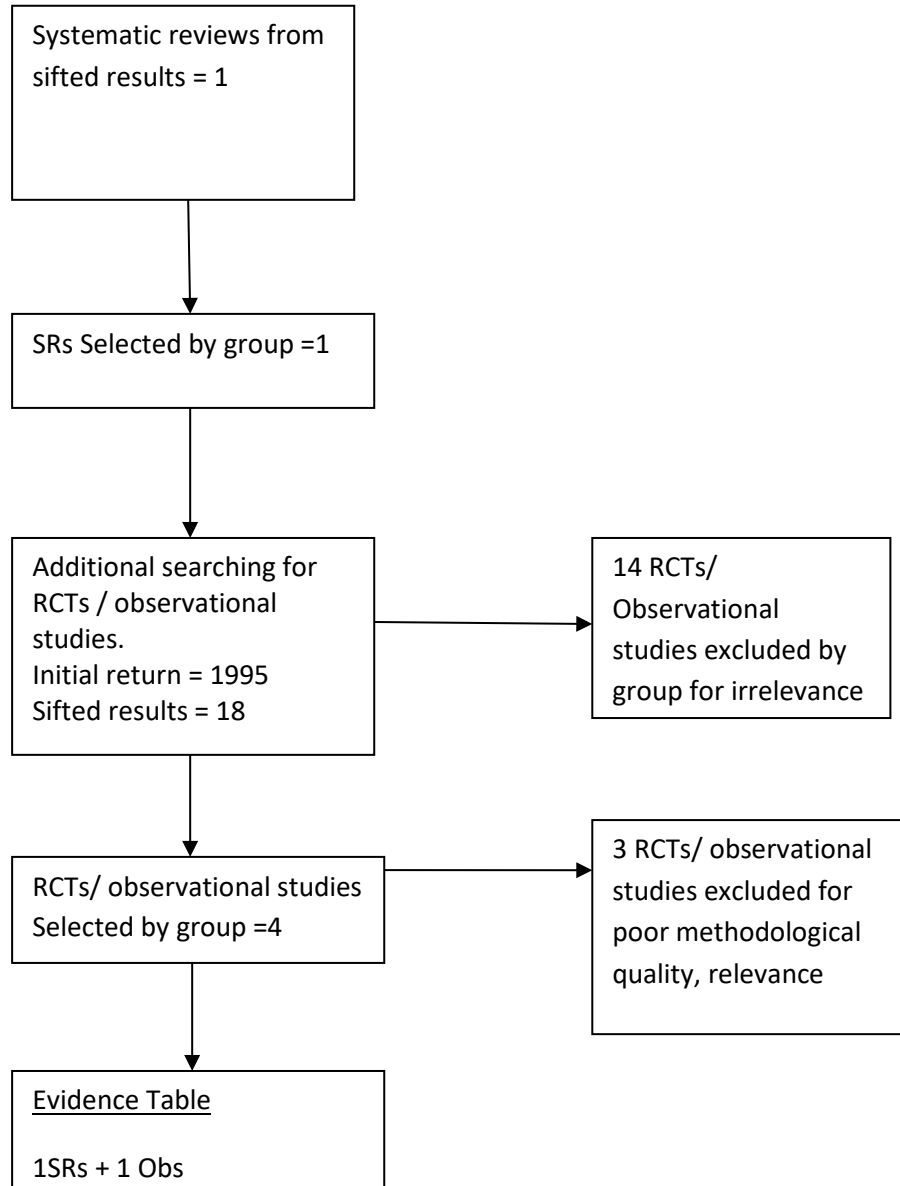 Systematic reviews from
sifted results = 1
SRs Selected by group =1
Additional searching for
RCTs / observational
studies.
Initial return = 1995
Sifted results = 18
14 RCTs/
Observational
studies excluded by
group for irrelevance
RCTs/ observational studies
Selected by group =4
3 RCTs/ observational
studies excluded for
poor methodological
quality, relevance
Evidence Table
1SRs + 1 Obs